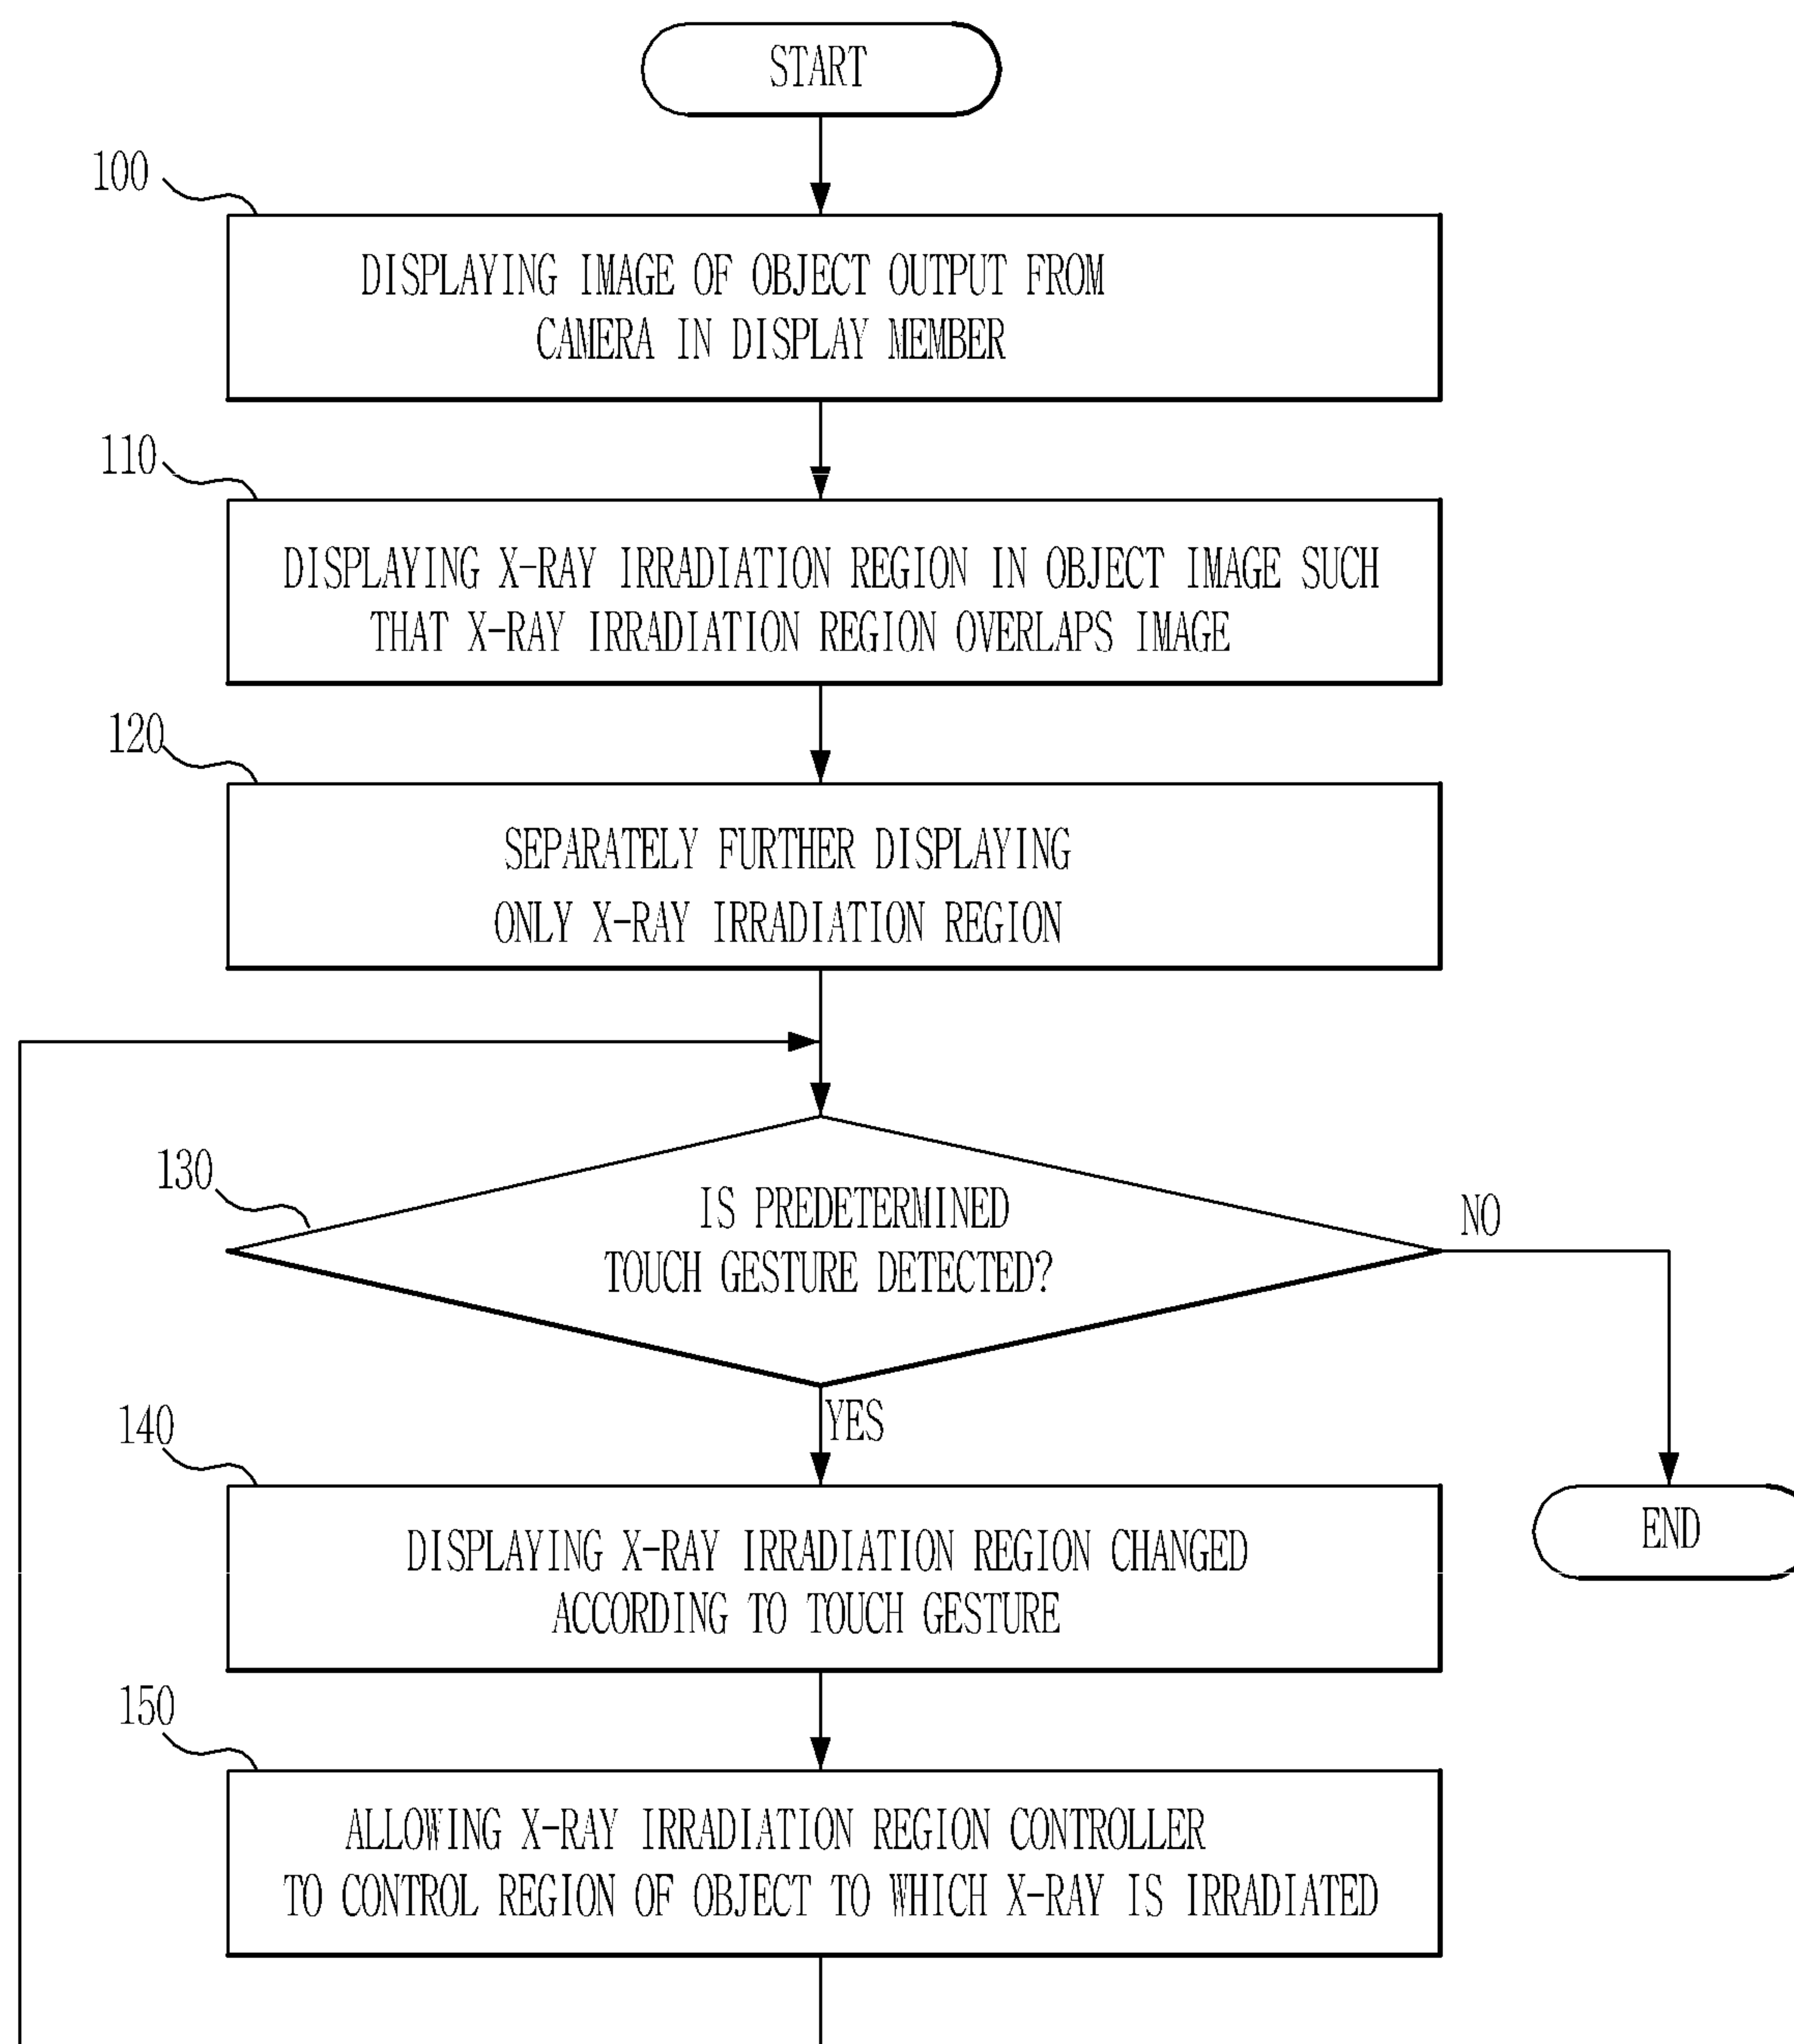 START
100
DISPLAYING IMAGE OF OBJECT OUTPUT FROM
CAMERA IN DISPLAY MEMBER
110
DISPLAYING X-RAY IRRADIATION REGION IN OBJECT IMAGE SUCH
THAT X-RAY IRRADIATION REGION OVERLAPS IMAGE
120
SEPARATELY FURTHER DISPLAYING
ONLY X-RAY IRRADIATION REGION
130
IS PREDETERMINED
TOUCH GESTURE DETECTED?
NO
YES
140
DISPLAYING X-RAY IRRADIATION REGION CHANGED
ACCORDING TO TOUCH GESTURE
END
150
ALLOWING X-RAY IRRADIATION REGION CONTROLLER
TO CONTROL REGION OF OBJECT TO WHICH X-RAY IS IRRADIATED